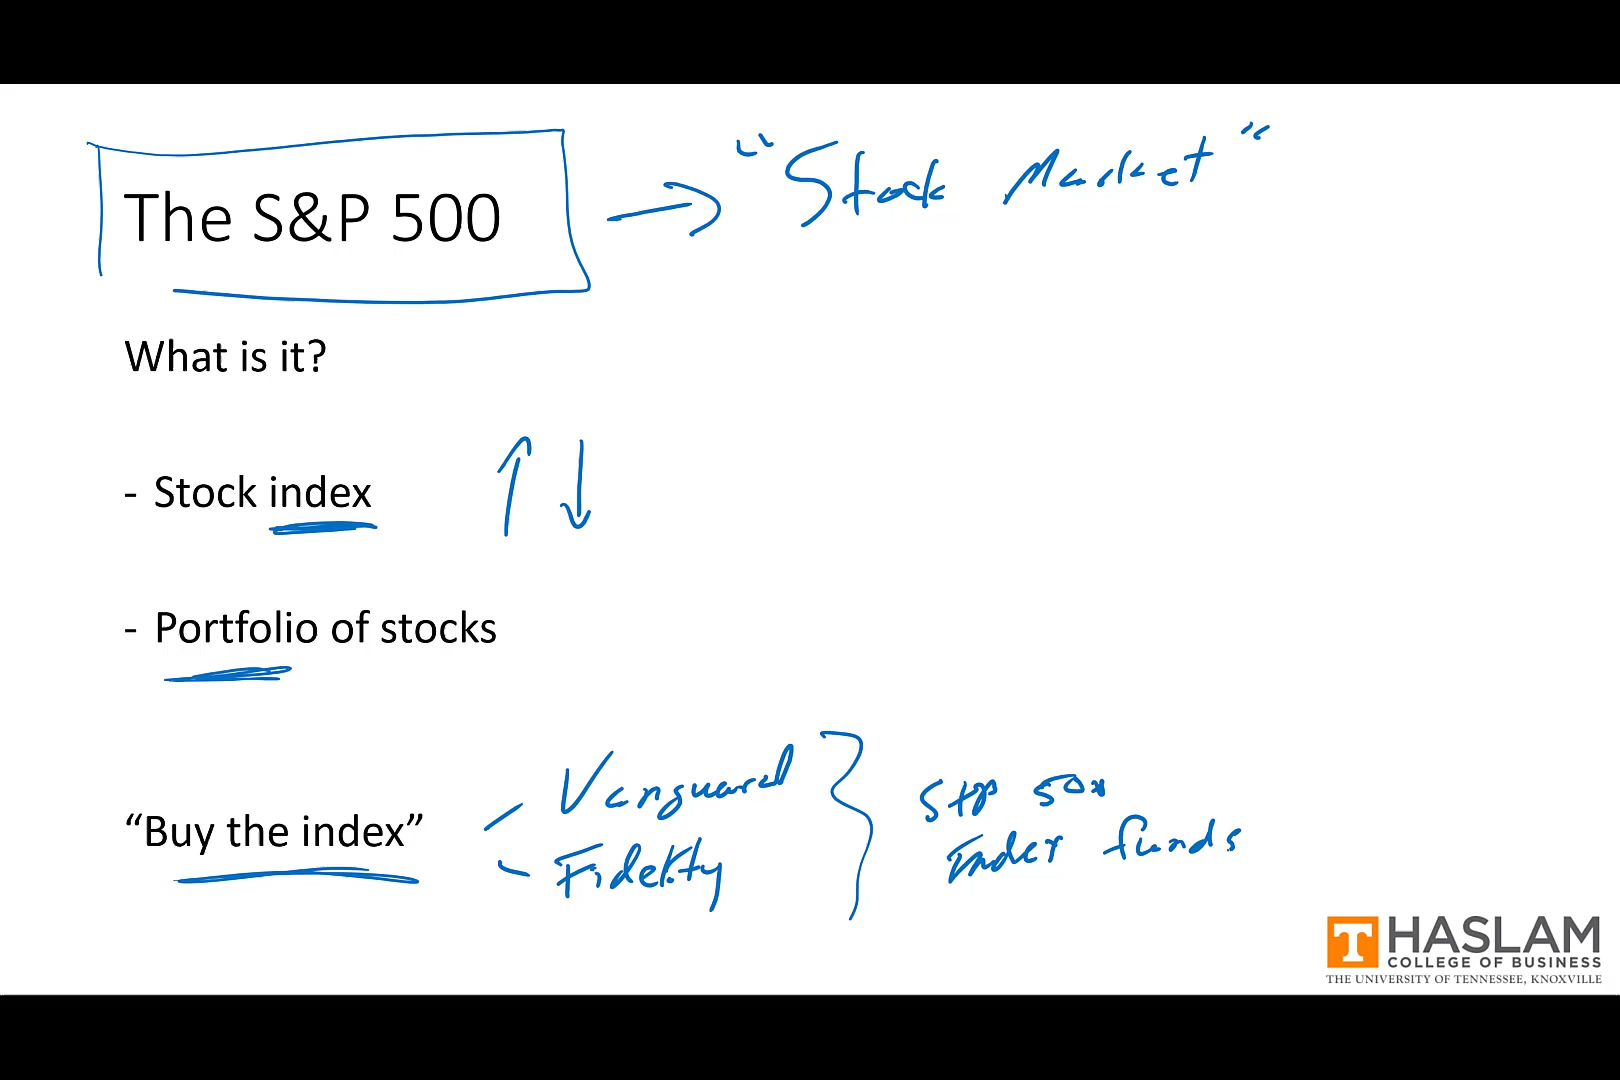 The S&P 500 → “Stock Market”
What is it?
- Stock index ↑ ↓
- Portfolio of stocks
“Buy the index”
Vanguard
Fidelity
S+P 500
Index funds
T HASLAM
COLLEGE OF BUSINESS
THE UNIVERSITY OF TENNESSEE, KNOXVILLE